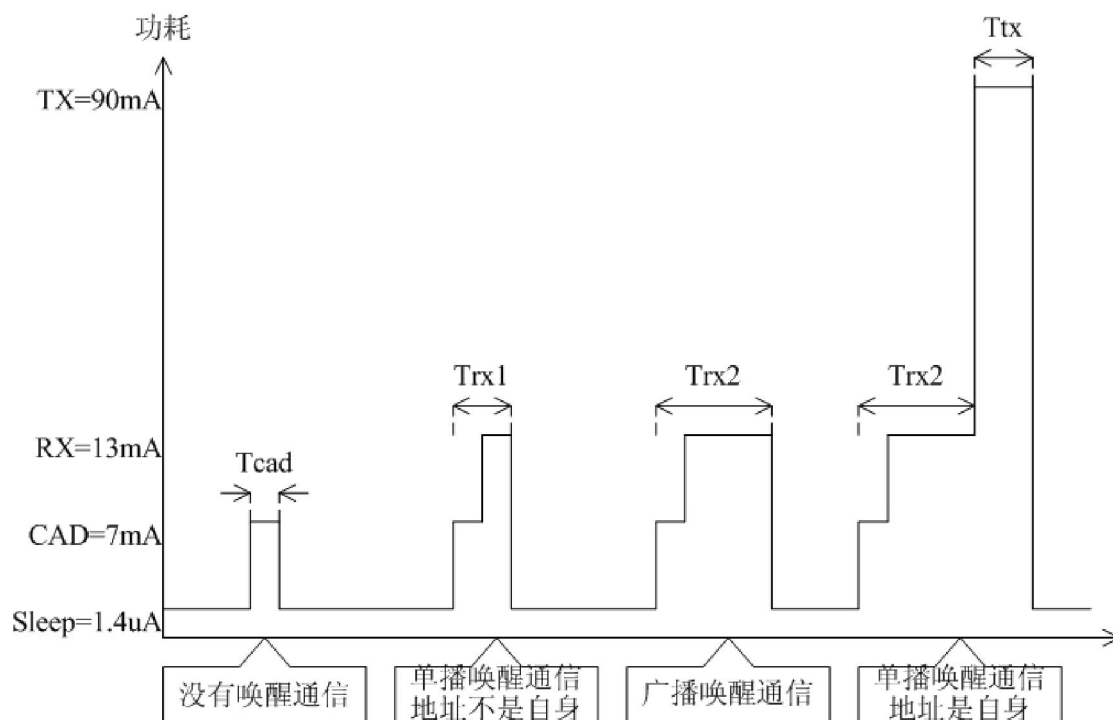 功耗
Ttx
TX=90mA
Trx1
Trx2
Trx2
RX=13mA
Tcad
CAD=7mA
Sleep=1.4uA
没有唤醒通信
单播唤醒通信
地址不是自身
广播唤醒通信
单播唤醒通信
地址是自身